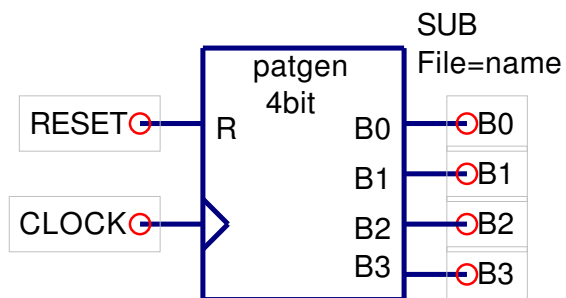 SUB
File=name
patgen
4bit
RESET
R
B0
B0
B1
B1
CLOCK
B2
B2
B3
B3